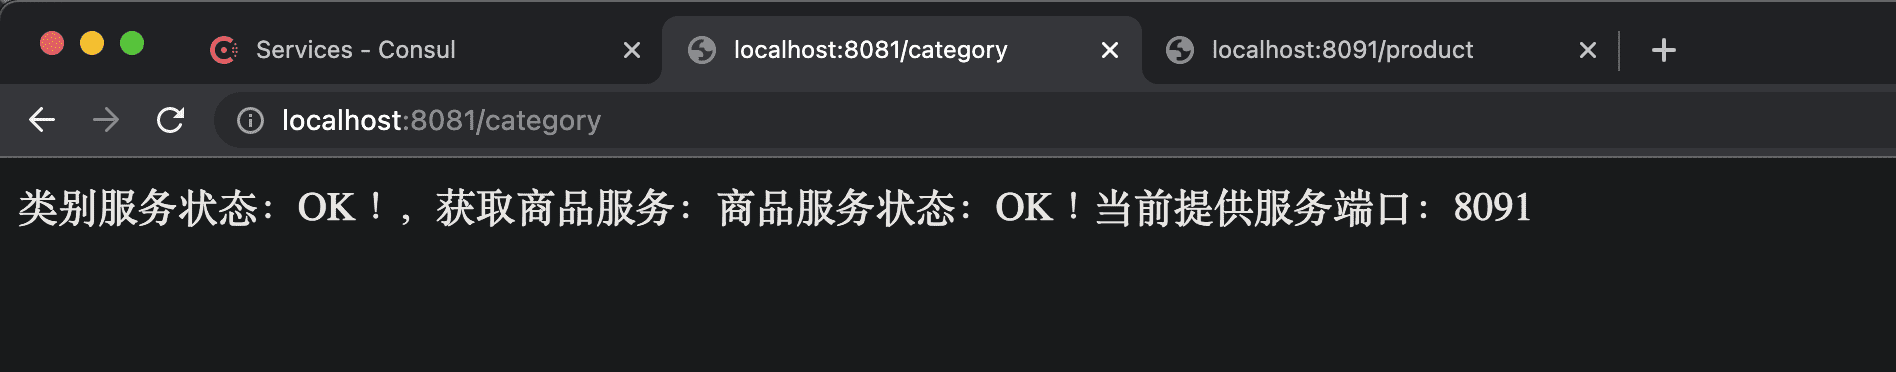 Services - Consul localhost:8081/category localhost:8091/product
localhost:8081/category
类别服务状态：OK！，获取商品服务：商品服务状态：OK！当前提供服务端口：8091